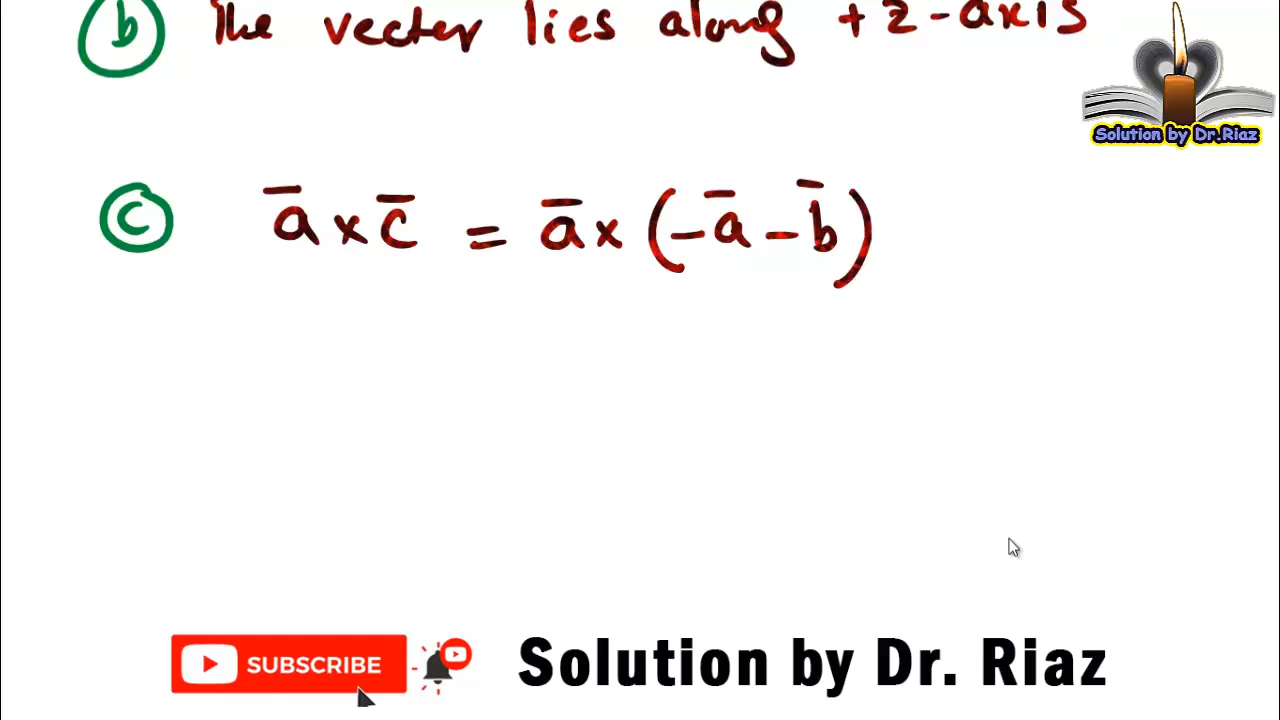 b The vector lies along +z-axis
Solution by Dr.Riaz
c a̅ × c̅ = a̅ × (-a̅ - b̅)
SUBSCRIBE
Solution by Dr. Riaz